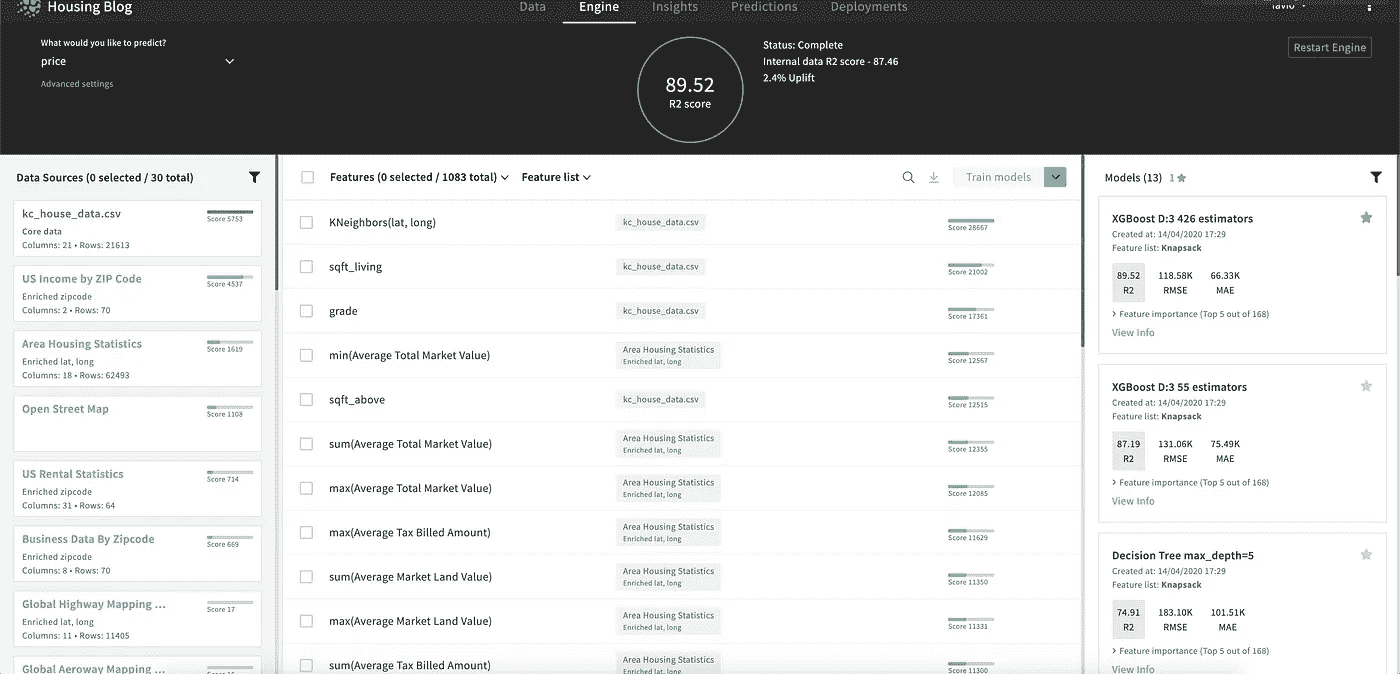 Housing Blog
Data Engine Insights Predictions Deployments
What would you like to predict?
price
Advanced settings
89.52
R2 score
Status: Complete
Internal data R2 score - 87.46
2.4% Uplift
Restart Engine
Data Sources (0 selected / 30 total)
kc_house_data.csv
Score 5753
Core data
Columns: 21 • Rows: 21613
US Income by ZIP Code
Score 4537
Enriched zipcode
Columns: 2 • Rows: 70
Area Housing Statistics
Score 1619
Enriched lat, long
Columns: 18 • Rows: 62493
Open Street Map
Score 1108
US Rental Statistics
Score 714
Enriched zipcode
Columns: 31 • Rows: 64
Business Data By Zipcode
Score 669
Enriched zipcode
Columns: 8 • Rows: 70
Global Highway Mapping ...
Score 17
Enriched lat, long
Columns: 11 • Rows: 11405
Global Aeroway Mapping ...
Features (0 selected / 1083 total) Feature list
Train models
KNeighbors(lat, long) kc_house_data.csv Score 28667
sqft_living kc_house_data.csv Score 21002
grade kc_house_data.csv Score 17361
min(Average Total Market Value) Area Housing Statistics
Enriched lat, long
Score 12567
sqft_above kc_house_data.csv Score 12515
sum(Average Total Market Value) Area Housing Statistics
Enriched lat, long
Score 12355
max(Average Total Market Value) Area Housing Statistics
Enriched lat, long
Score 12085
max(Average Tax Billed Amount) Area Housing Statistics
Enriched lat, long
Score 11629
sum(Average Market Land Value) Area Housing Statistics
Enriched lat, long
Score 11350
max(Average Market Land Value) Area Housing Statistics
Enriched lat, long
Score 11331
sum(Average Tax Billed Amount) Area Housing Statistics
Enriched lat, long
Score 11300
Models (13) 1
XGBoost D:3 426 estimators
Created at: 14/04/2020 17:29
Feature list: Knapsack
89.52 118.58K 66.33K
R2 RMSE MAE
Feature importance (Top 5 out of 168)
View Info
XGBoost D:3 55 estimators
Created at: 14/04/2020 17:29
Feature list: Knapsack
87.19 131.06K 75.49K
R2 RMSE MAE
Feature importance (Top 5 out of 168)
View Info
Decision Tree max_depth=5
Created at: 14/04/2020 17:29
Feature list: Knapsack
74.91 183.10K 101.51K
R2 RMSE MAE
Feature importance (Top 5 out of 168)
View Info